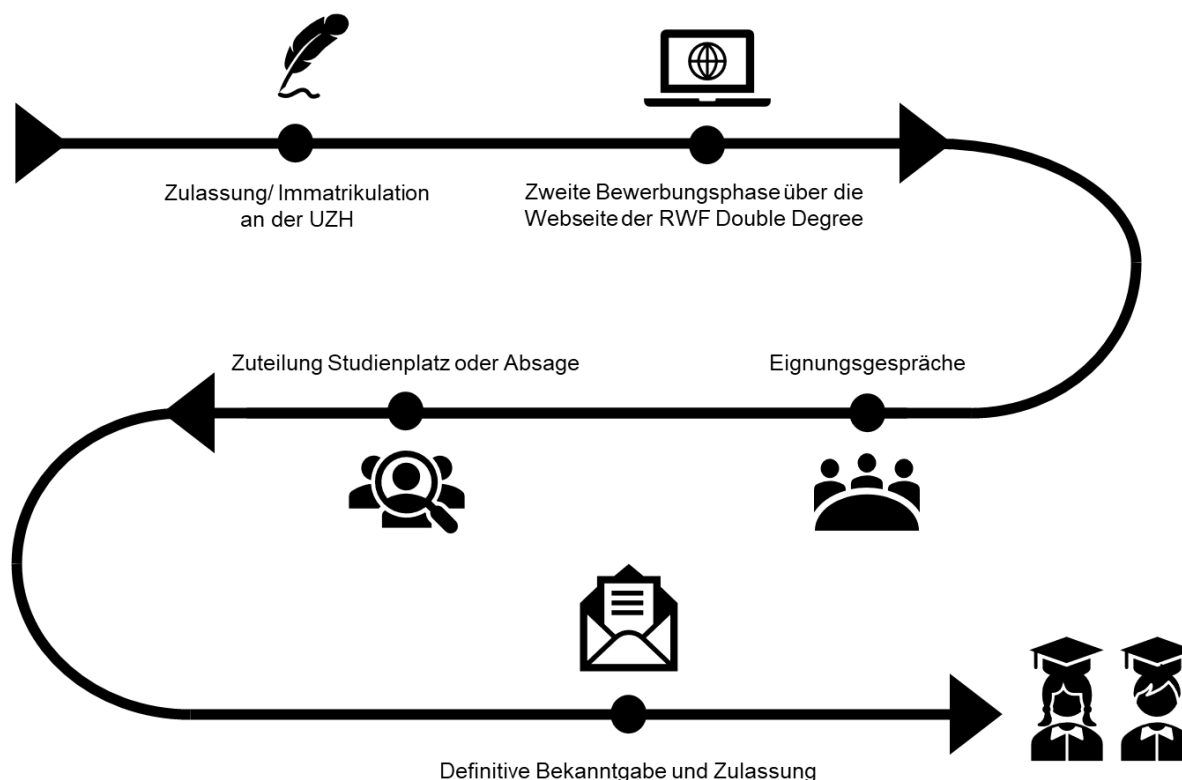 Zulassung/ Immatrikulation
an der UZH
Zweite Bewerbungsphase über die
Webseite der RWF Double Degree
Eignungsgespräche
Zuteilung Studienplatz oder Absage
Definitive Bekanntgabe und Zulassung